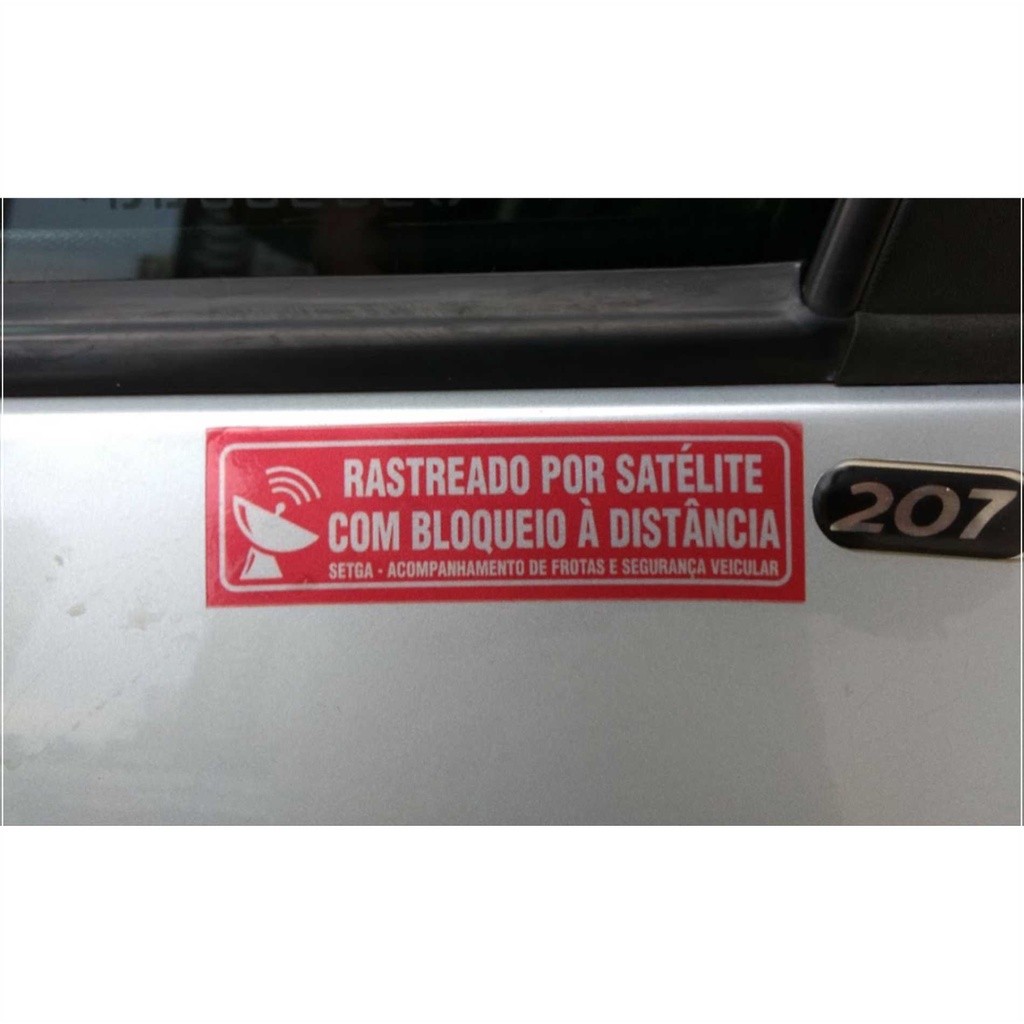 RASTREADO POR SATÉLITE
COM BLOQUEIO À DISTÂNCIA
SETGA - ACOMPANHAMENTO DE FROTAS E SEGURANÇA VEICULAR
207